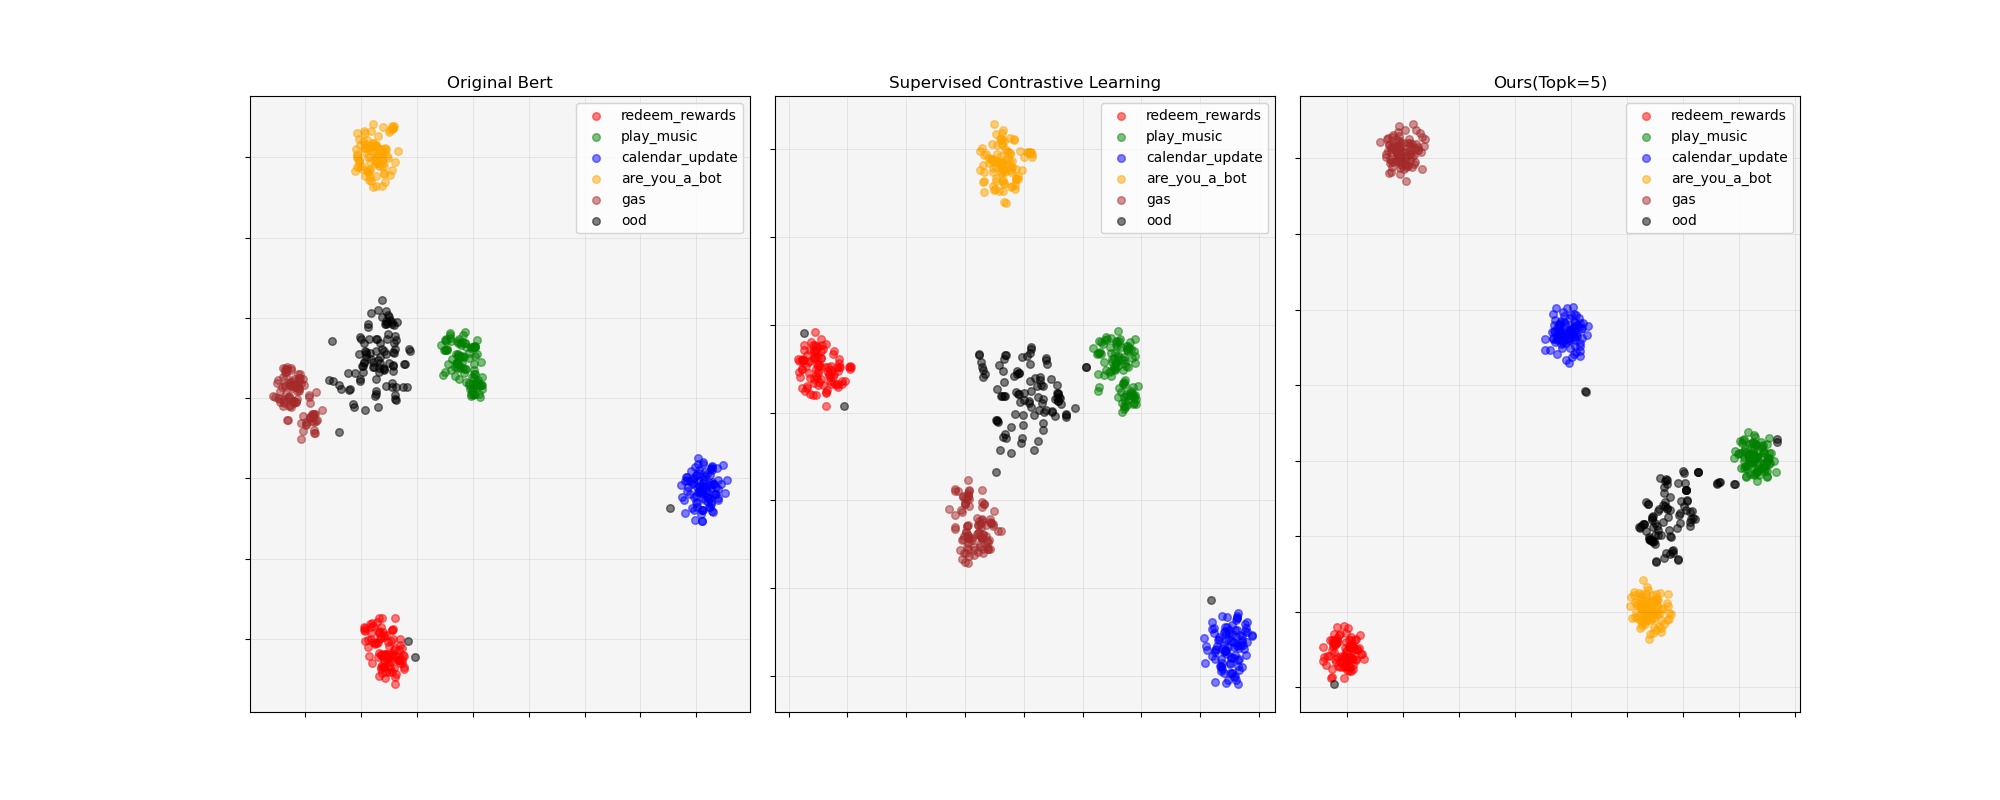 Original Bert
redeem_rewards
play_music
calendar_update
are_you_a_bot
gas
ood
Supervised Contrastive Learning
redeem_rewards
play_music
calendar_update
are_you_a_bot
gas
ood
Ours(Topk=5)
redeem_rewards
play_music
calendar_update
are_you_a_bot
gas
ood